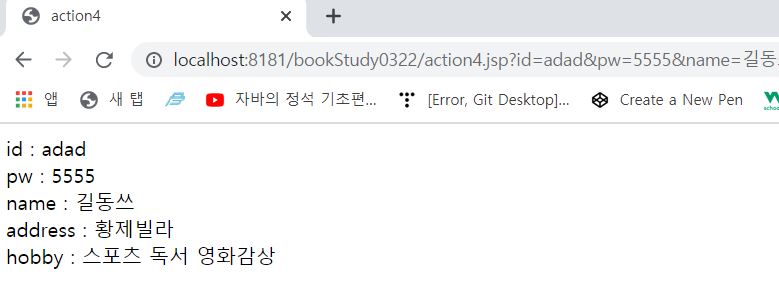 action4
localhost:8181/bookStudy0322/action4.jsp?id=adad&pw=5555&name=길동
앱 새 탭 자바의 정석 기초편... [Error, Git Desktop]... Create a New Pen
id : adad
pw : 5555
name : 길동쓰
address : 황제빌라
hobby : 스포츠 독서 영화감상